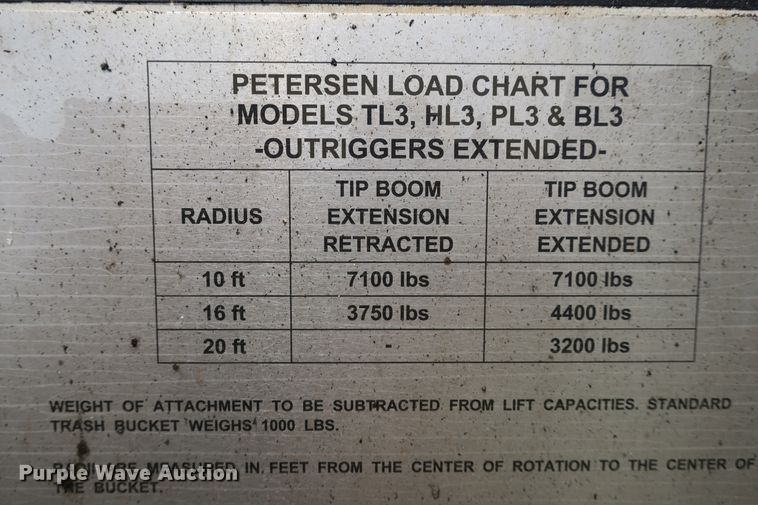 PETERSEN LOAD CHART FOR
MODELS TL3, HL3, PL3 & BL3
-OUTRIGGERS EXTENDED-
RADIUS TIP BOOM EXTENSION RETRACTED TIP BOOM EXTENSION EXTENDED
10 ft 7100 lbs 7100 lbs
16 ft 3750 lbs 4400 lbs
20 ft - 3200 lbs
WEIGHT OF ATTACHMENT TO BE SUBTRACTED FROM LIFT CAPACITIES. STANDARD
TRASH BUCKET WEIGHS 1000 LBS.
MEASURED IN FEET FROM THE CENTER OF ROTATION TO THE CENTER OF
THE BUCKET.
Purple Wave Auction